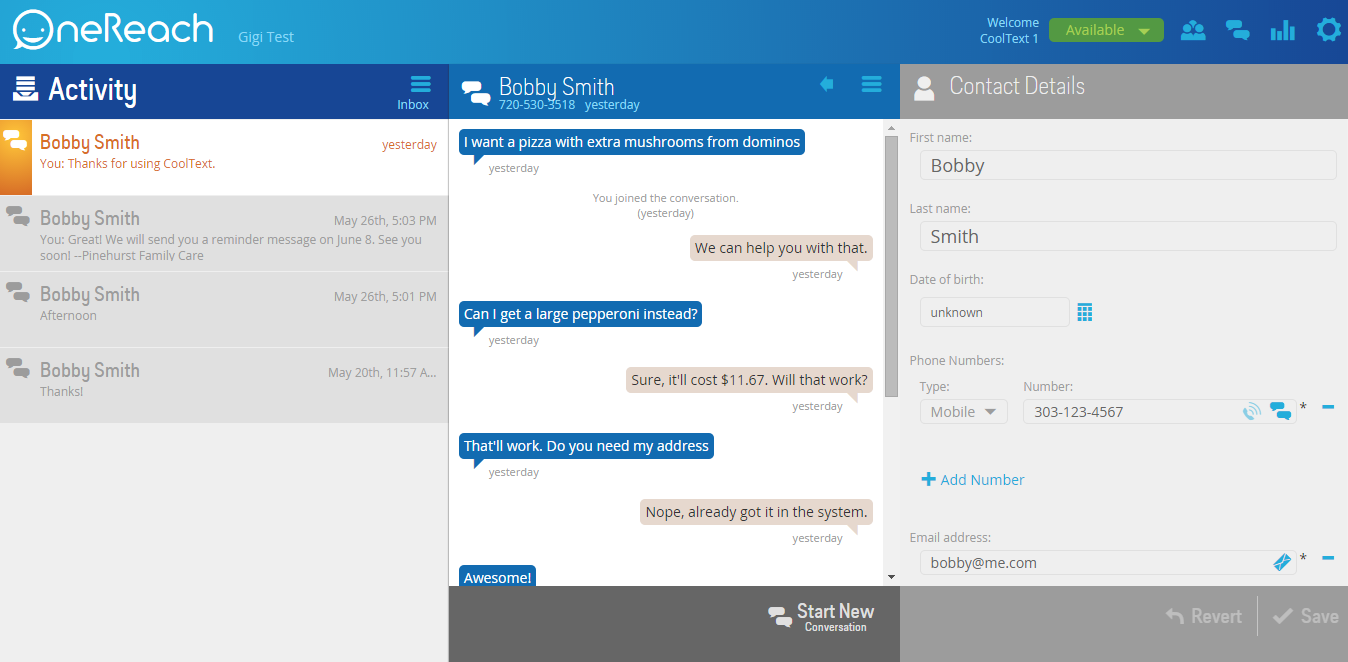 OneReach
Gigi Test
Welcome
CoolText 1
Available
Activity
Inbox
Bobby Smith
yesterday
You: Thanks for using CoolText.
Bobby Smith
May 26th, 5:03 PM
You: Great! We will send you a reminder message on June 8. See you
soon! --Pinehurst Family Care
Bobby Smith
May 26th, 5:01 PM
Afternoon
Bobby Smith
May 20th, 11:57 A...
Thanks!
Bobby Smith
720-530-3518 yesterday
I want a pizza with extra mushrooms from dominos
yesterday
You joined the conversation.
(yesterday)
We can help you with that.
yesterday
Can I get a large pepperoni instead?
yesterday
Sure, it'll cost $11.67. Will that work?
yesterday
That'll work. Do you need my address
yesterday
Nope, already got it in the system.
yesterday
Awesome!
Start New
Conversation
Contact Details
First name:
Bobby
Last name:
Smith
Date of birth:
unknown
Phone Numbers:
Type: Number:
Mobile 303-123-4567 *
Add Number
Email address:
bobby@me.com *
Revert Save